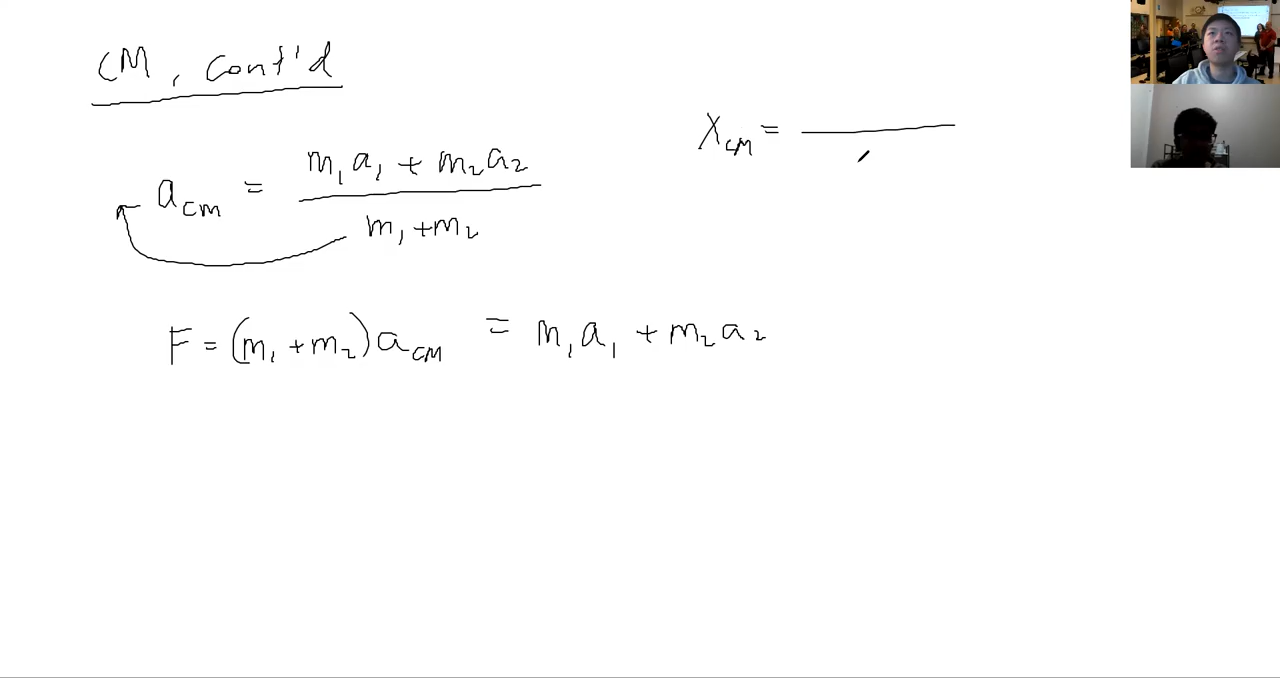 CM, cont'd
a_CM = (m₁a₁ + m₂a₂) / (m₁ + m₂)
X_CM =
F = (m₁ + m₂) a_CM = m₁a₁ + m₂a₂